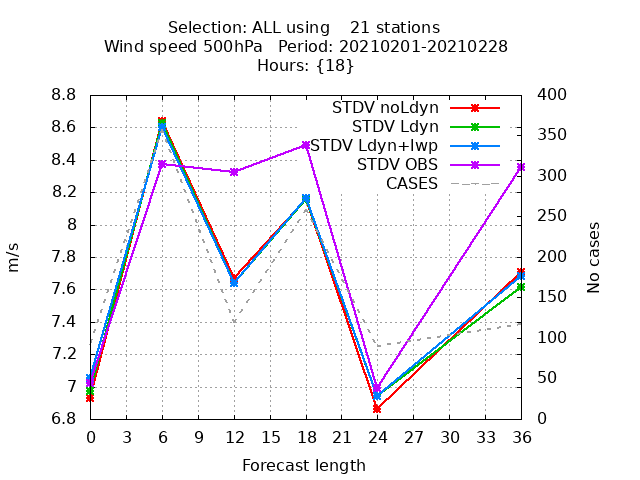 Selection: ALL using    21 stations
Wind speed 500hPa   Period: 20210201-20210228
Hours: {18}
STDV noLdyn
STDV Ldyn
STDV Ldyn+lwp
STDV OBS
CASES
8.8
8.6
8.4
8.2
8
7.8
7.6
7.4
7.2
7
6.8
m/s
400
350
300
250
200
150
100
50
0
No cases
0 3 6 9 12 15 18 21 24 27 30 33 36
Forecast length